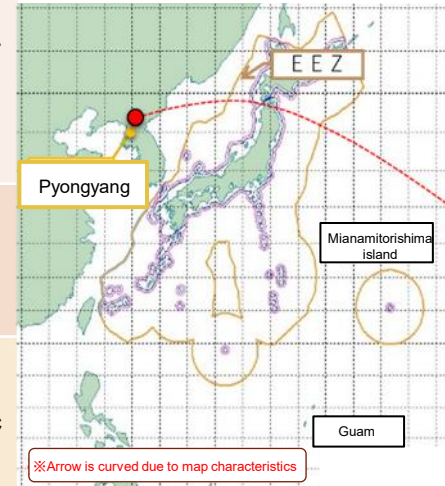 E E Z
Pyongyang
Mianamitorishima
island
Guam
※Arrow is curved due to map characteristics